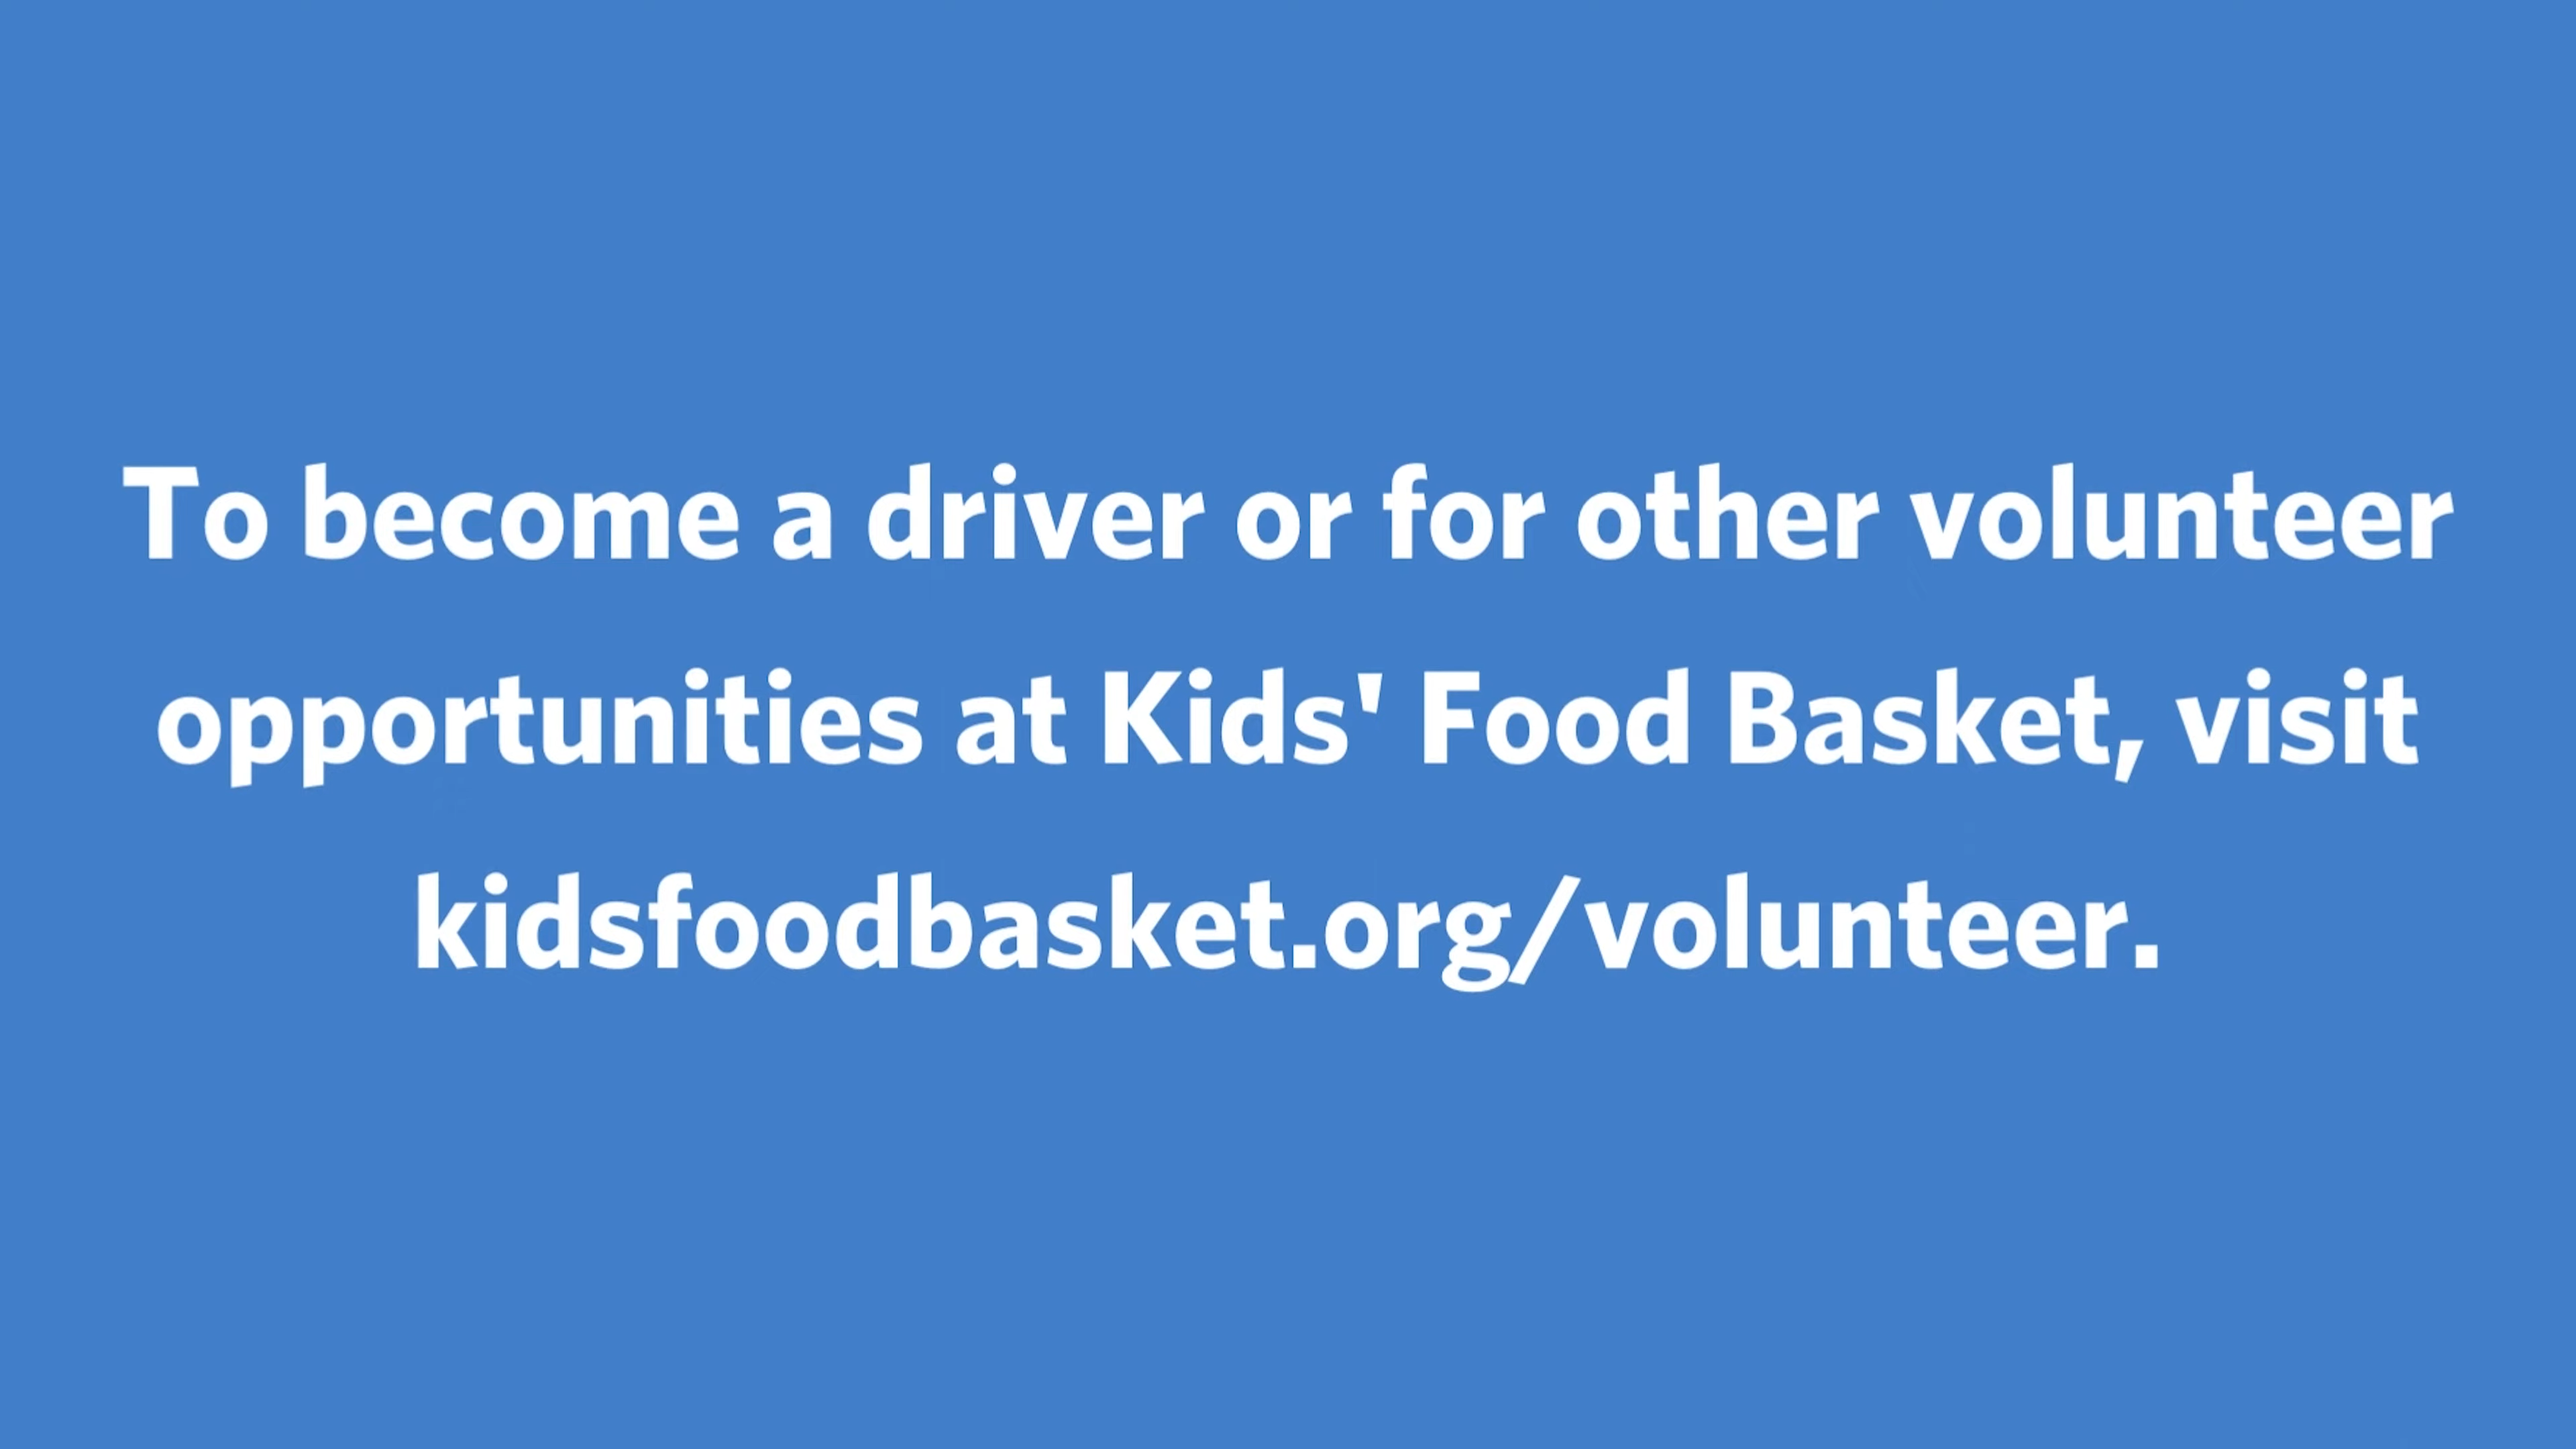 To become a driver or for other volunteer
opportunities at Kids' Food Basket, visit
kidsfoodbasket.org/volunteer.